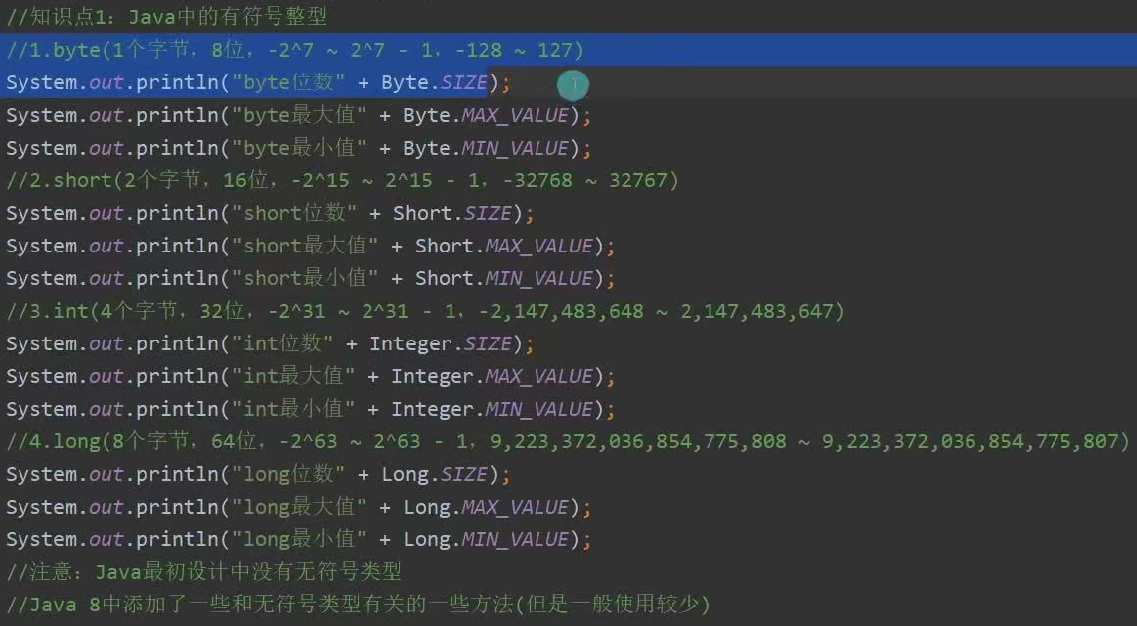 //知识点1：Java中的有符号整型
//1.byte(1个字节，8位，-2^7 ~ 2^7 - 1，-128 ~ 127)
System.out.println("byte位数" + Byte.SIZE);
System.out.println("byte最大值" + Byte.MAX_VALUE);
System.out.println("byte最小值" + Byte.MIN_VALUE);
//2.short(2个字节，16位，-2^15 ~ 2^15 - 1，-32768 ~ 32767)
System.out.println("short位数" + Short.SIZE);
System.out.println("short最大值" + Short.MAX_VALUE);
System.out.println("short最小值" + Short.MIN_VALUE);
//3.int(4个字节，32位，-2^31 ~ 2^31 - 1，-2,147,483,648 ~ 2,147,483,647)
System.out.println("int位数" + Integer.SIZE);
System.out.println("int最大值" + Integer.MAX_VALUE);
System.out.println("int最小值" + Integer.MIN_VALUE);
//4.long(8个字节，64位，-2^63 ~ 2^63 - 1，9,223,372,036,854,775,808 ~ 9,223,372,036,854,775,807)
System.out.println("long位数" + Long.SIZE);
System.out.println("long最大值" + Long.MAX_VALUE);
System.out.println("long最小值" + Long.MIN_VALUE);
//注意：Java最初设计中没有无符号类型
//Java 8中添加了一些和无符号类型有关的一些方法(但是一般使用较少)